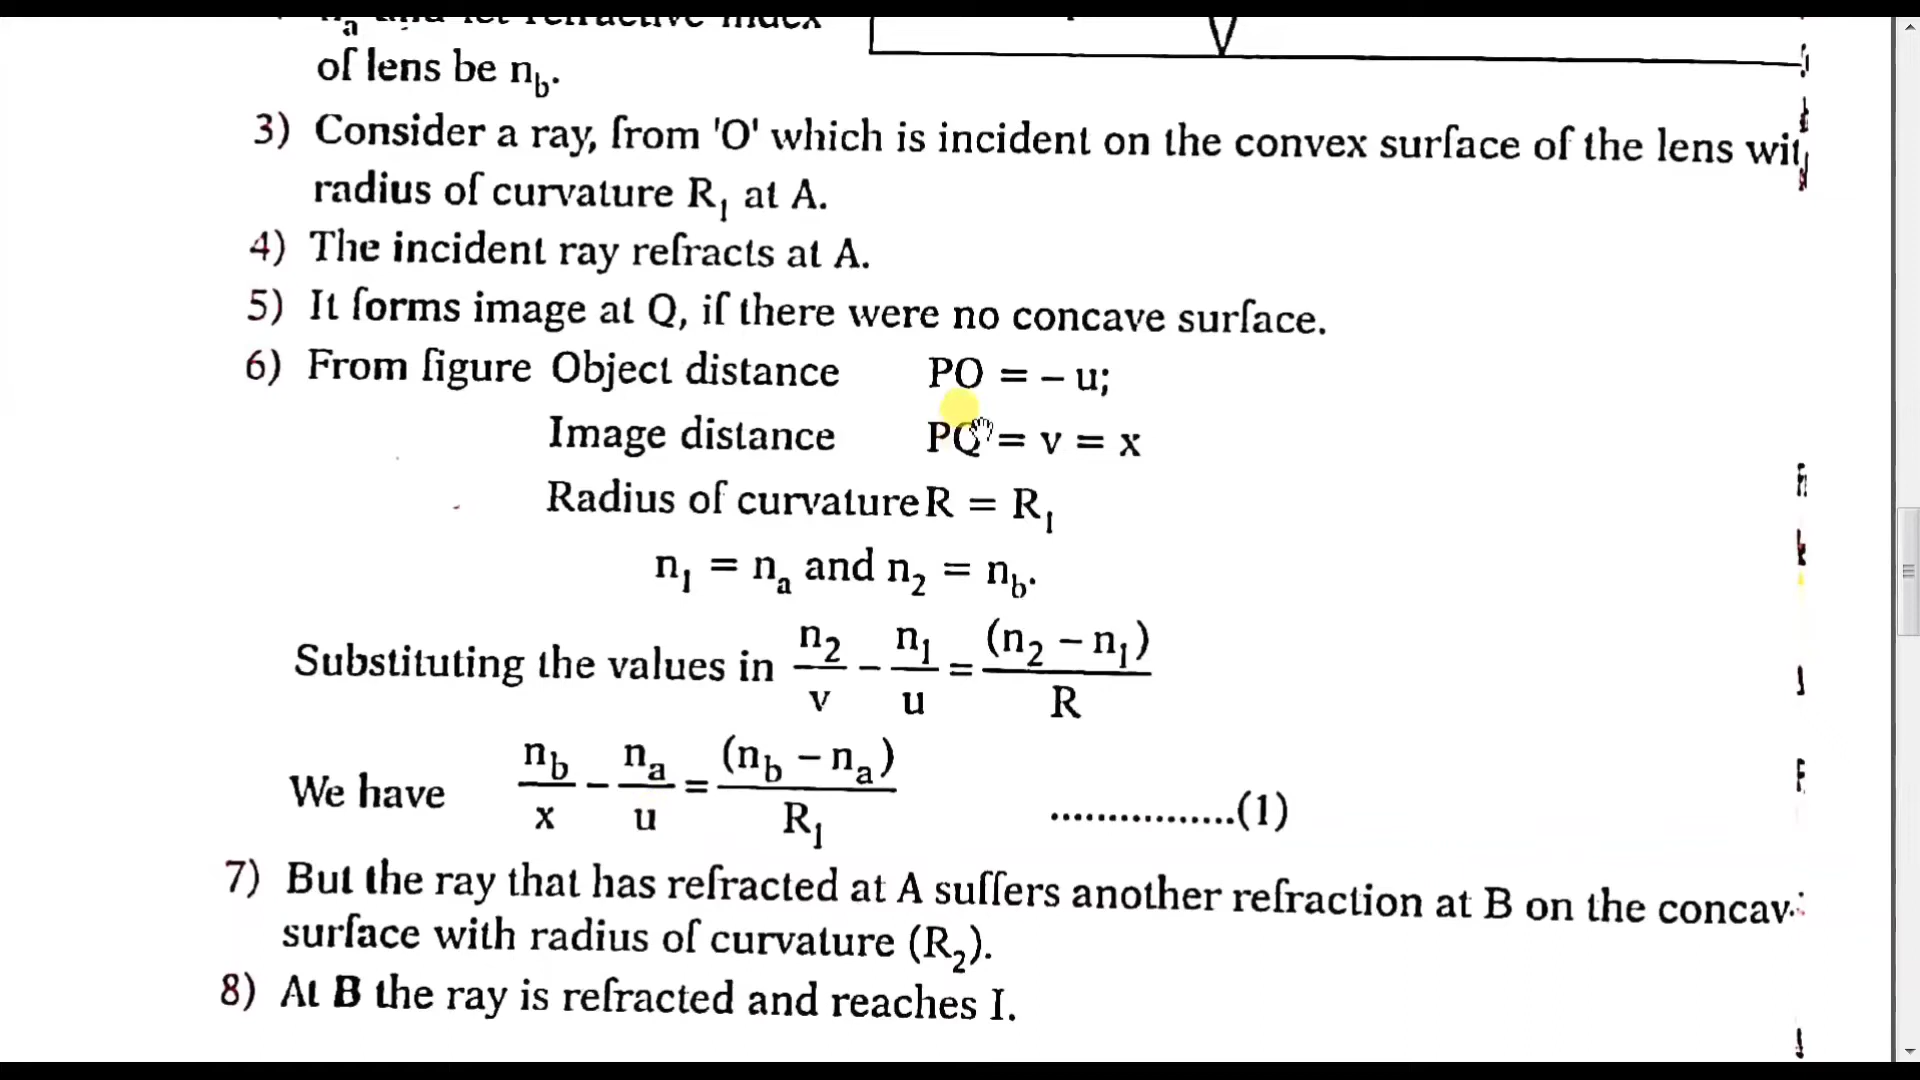 n_a and let refractive index
of lens be n_b.
3) Consider a ray, from 'O' which is incident on the convex surface of the lens wit
radius of curvature R_1 at A.
4) The incident ray refracts at A.
5) It forms image at Q, if there were no concave surface.
6) From figure Object distance PO = – u;
Image distance PQ = v = x
Radius of curvature R = R_1
n_1 = n_a and n_2 = n_b.
Substituting the values in n_2/v – n_1/u = (n_2 – n_1)/R
We have n_b/x – n_a/u = (n_b – n_a)/R_1 ................(1)
7) But the ray that has refracted at A suffers another refraction at B on the concav
surface with radius of curvature (R_2).
8) At B the ray is refracted and reaches I.